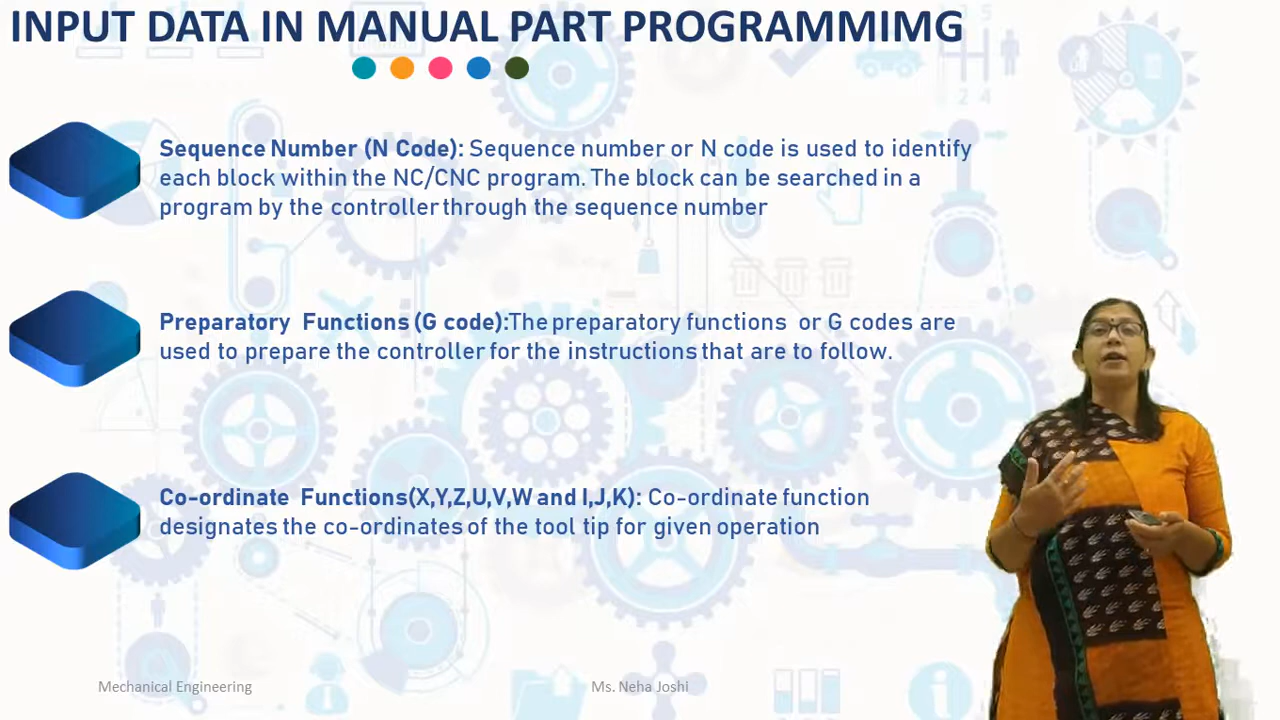 INPUT DATA IN MANUAL PART PROGRAMMIMG
Sequence Number (N Code): Sequence number or N code is used to identify
each block within the NC/CNC program. The block can be searched in a
program by the controller through the sequence number
Preparatory Functions (G code):The preparatory functions or G codes are
used to prepare the controller for the instructions that are to follow.
Co-ordinate Functions(X,Y,Z,U,V,W and I,J,K): Co-ordinate function
designates the co-ordinates of the tool tip for given operation
Mechanical Engineering
Ms. Neha Joshi